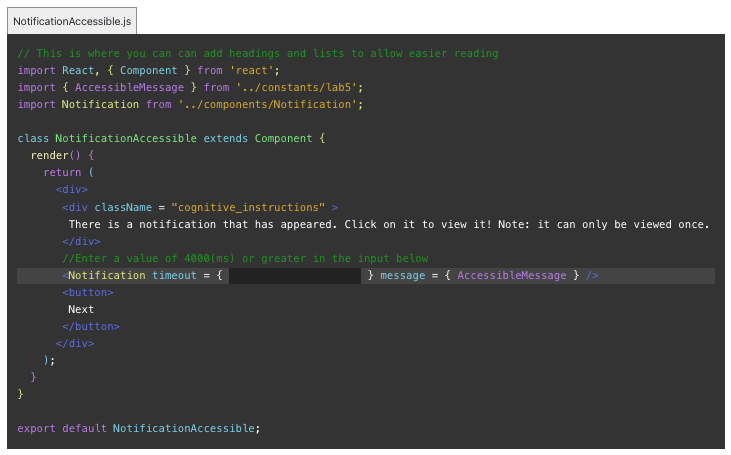 NotificationAccessible.js
// This is where you can can add headings and lists to allow easier reading
import React, { Component } from 'react';
import { AccessibleMessage } from '../constants/lab5';
import Notification from '../components/Notification';
class NotificationAccessible extends Component {
render() {
return (
<div>
<div className = "cognitive_instructions" >
There is a notification that has appeared. Click on it to view it! Note: it can only be viewed once.
</div>
//Enter a value of 4000(ms) or greater in the input below
<Notification timeout = { } message = { AccessibleMessage } />
<button>
Next
</button>
</div>
);
}
}
export default NotificationAccessible;